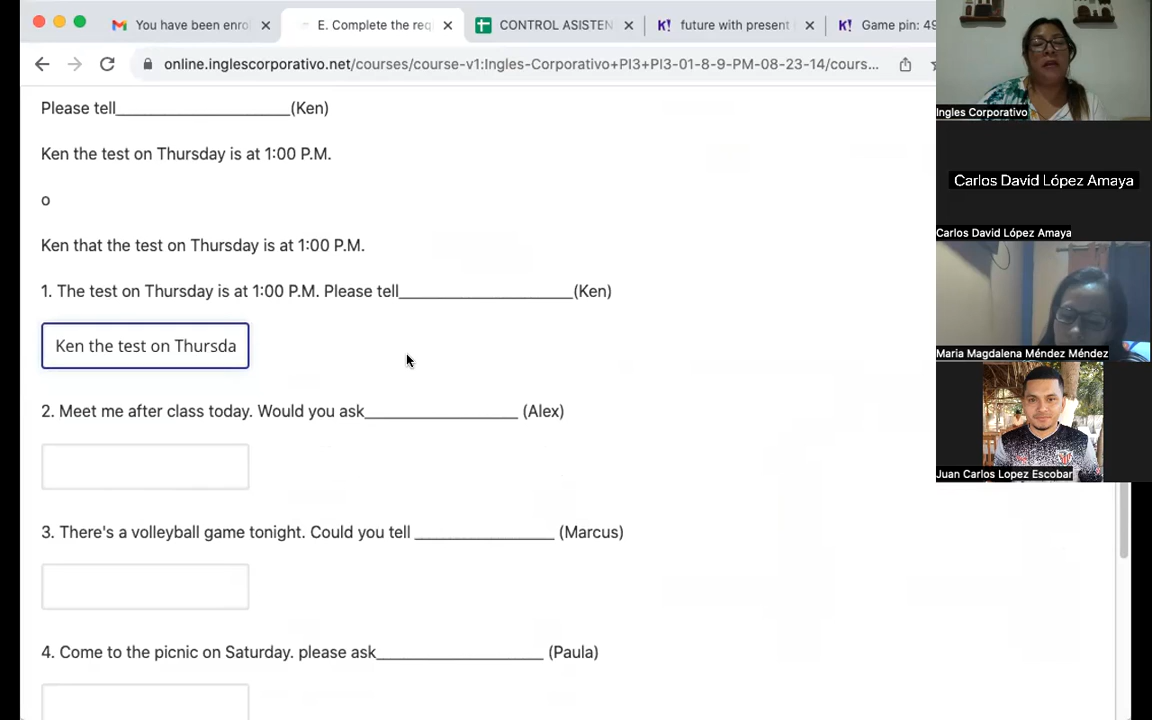 You have been enro
E. Complete the req
CONTROL ASISTEN
K! future with present
K! Game pin: 49
online.inglescorporativo.net/courses/course-v1:Ingles-Corporativo+PI3+PI3-01-8-9-PM-08-23-14/cours...
Please tell___________________(Ken)
Ken the test on Thursday is at 1:00 P.M.
o
Ken that the test on Thursday is at 1:00 P.M.
1. The test on Thursday is at 1:00 P.M. Please tell___________________(Ken)
Ken the test on Thursda
2. Meet me after class today. Would you ask_________________ (Alex)
3. There's a volleyball game tonight. Could you tell _______________ (Marcus)
4. Come to the picnic on Saturday. please ask__________________ (Paula)
Ingles Corporativo
Carlos David López Amaya
Carlos David López Amaya
Maria Magdalena Méndez Méndez
Juan Carlos Lopez Escobar